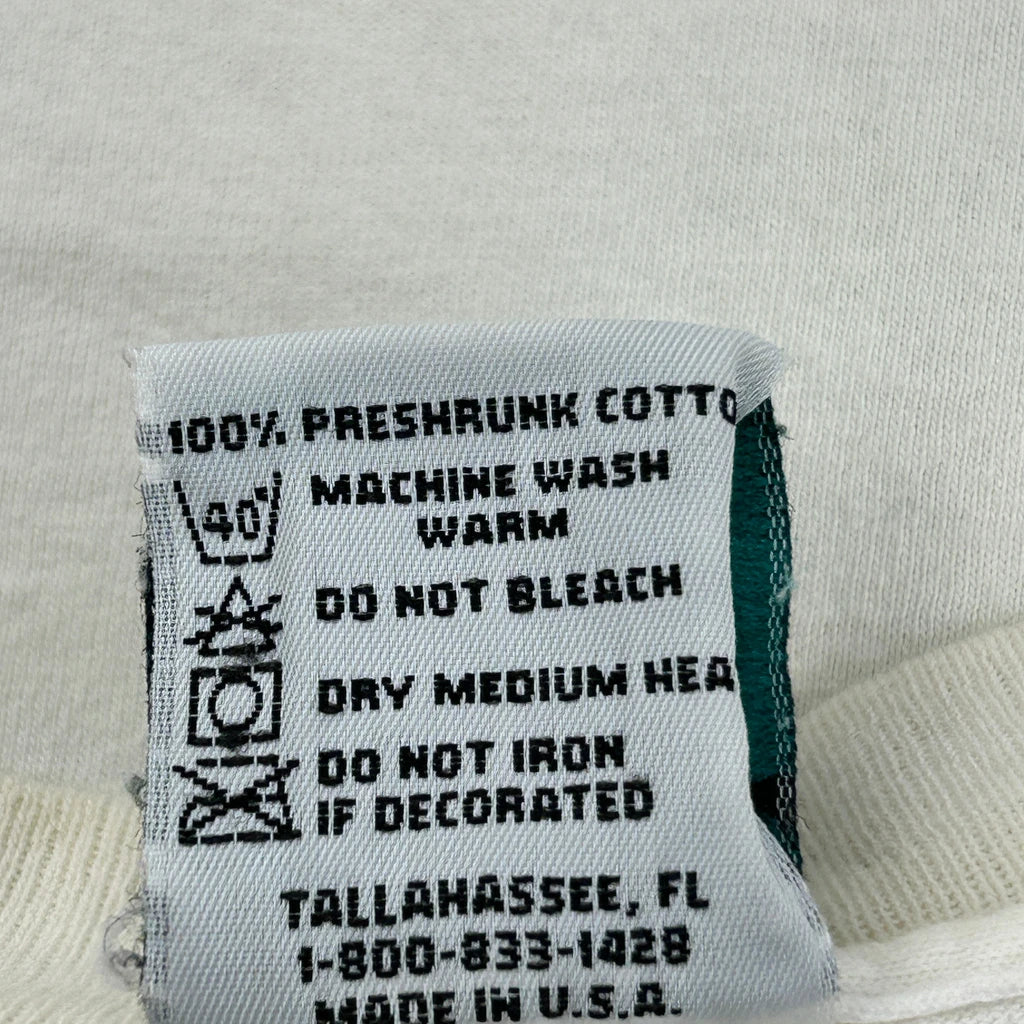 100% PRESHRUNK COTTO
40°
MACHINE WASH
WARM
DO NOT BLEACH
DRY MEDIUM HEA
DO NOT IRON
IF DECORATED
TALLAHASSEE, FL
1-800-833-1428
MADE IN U.S.A.